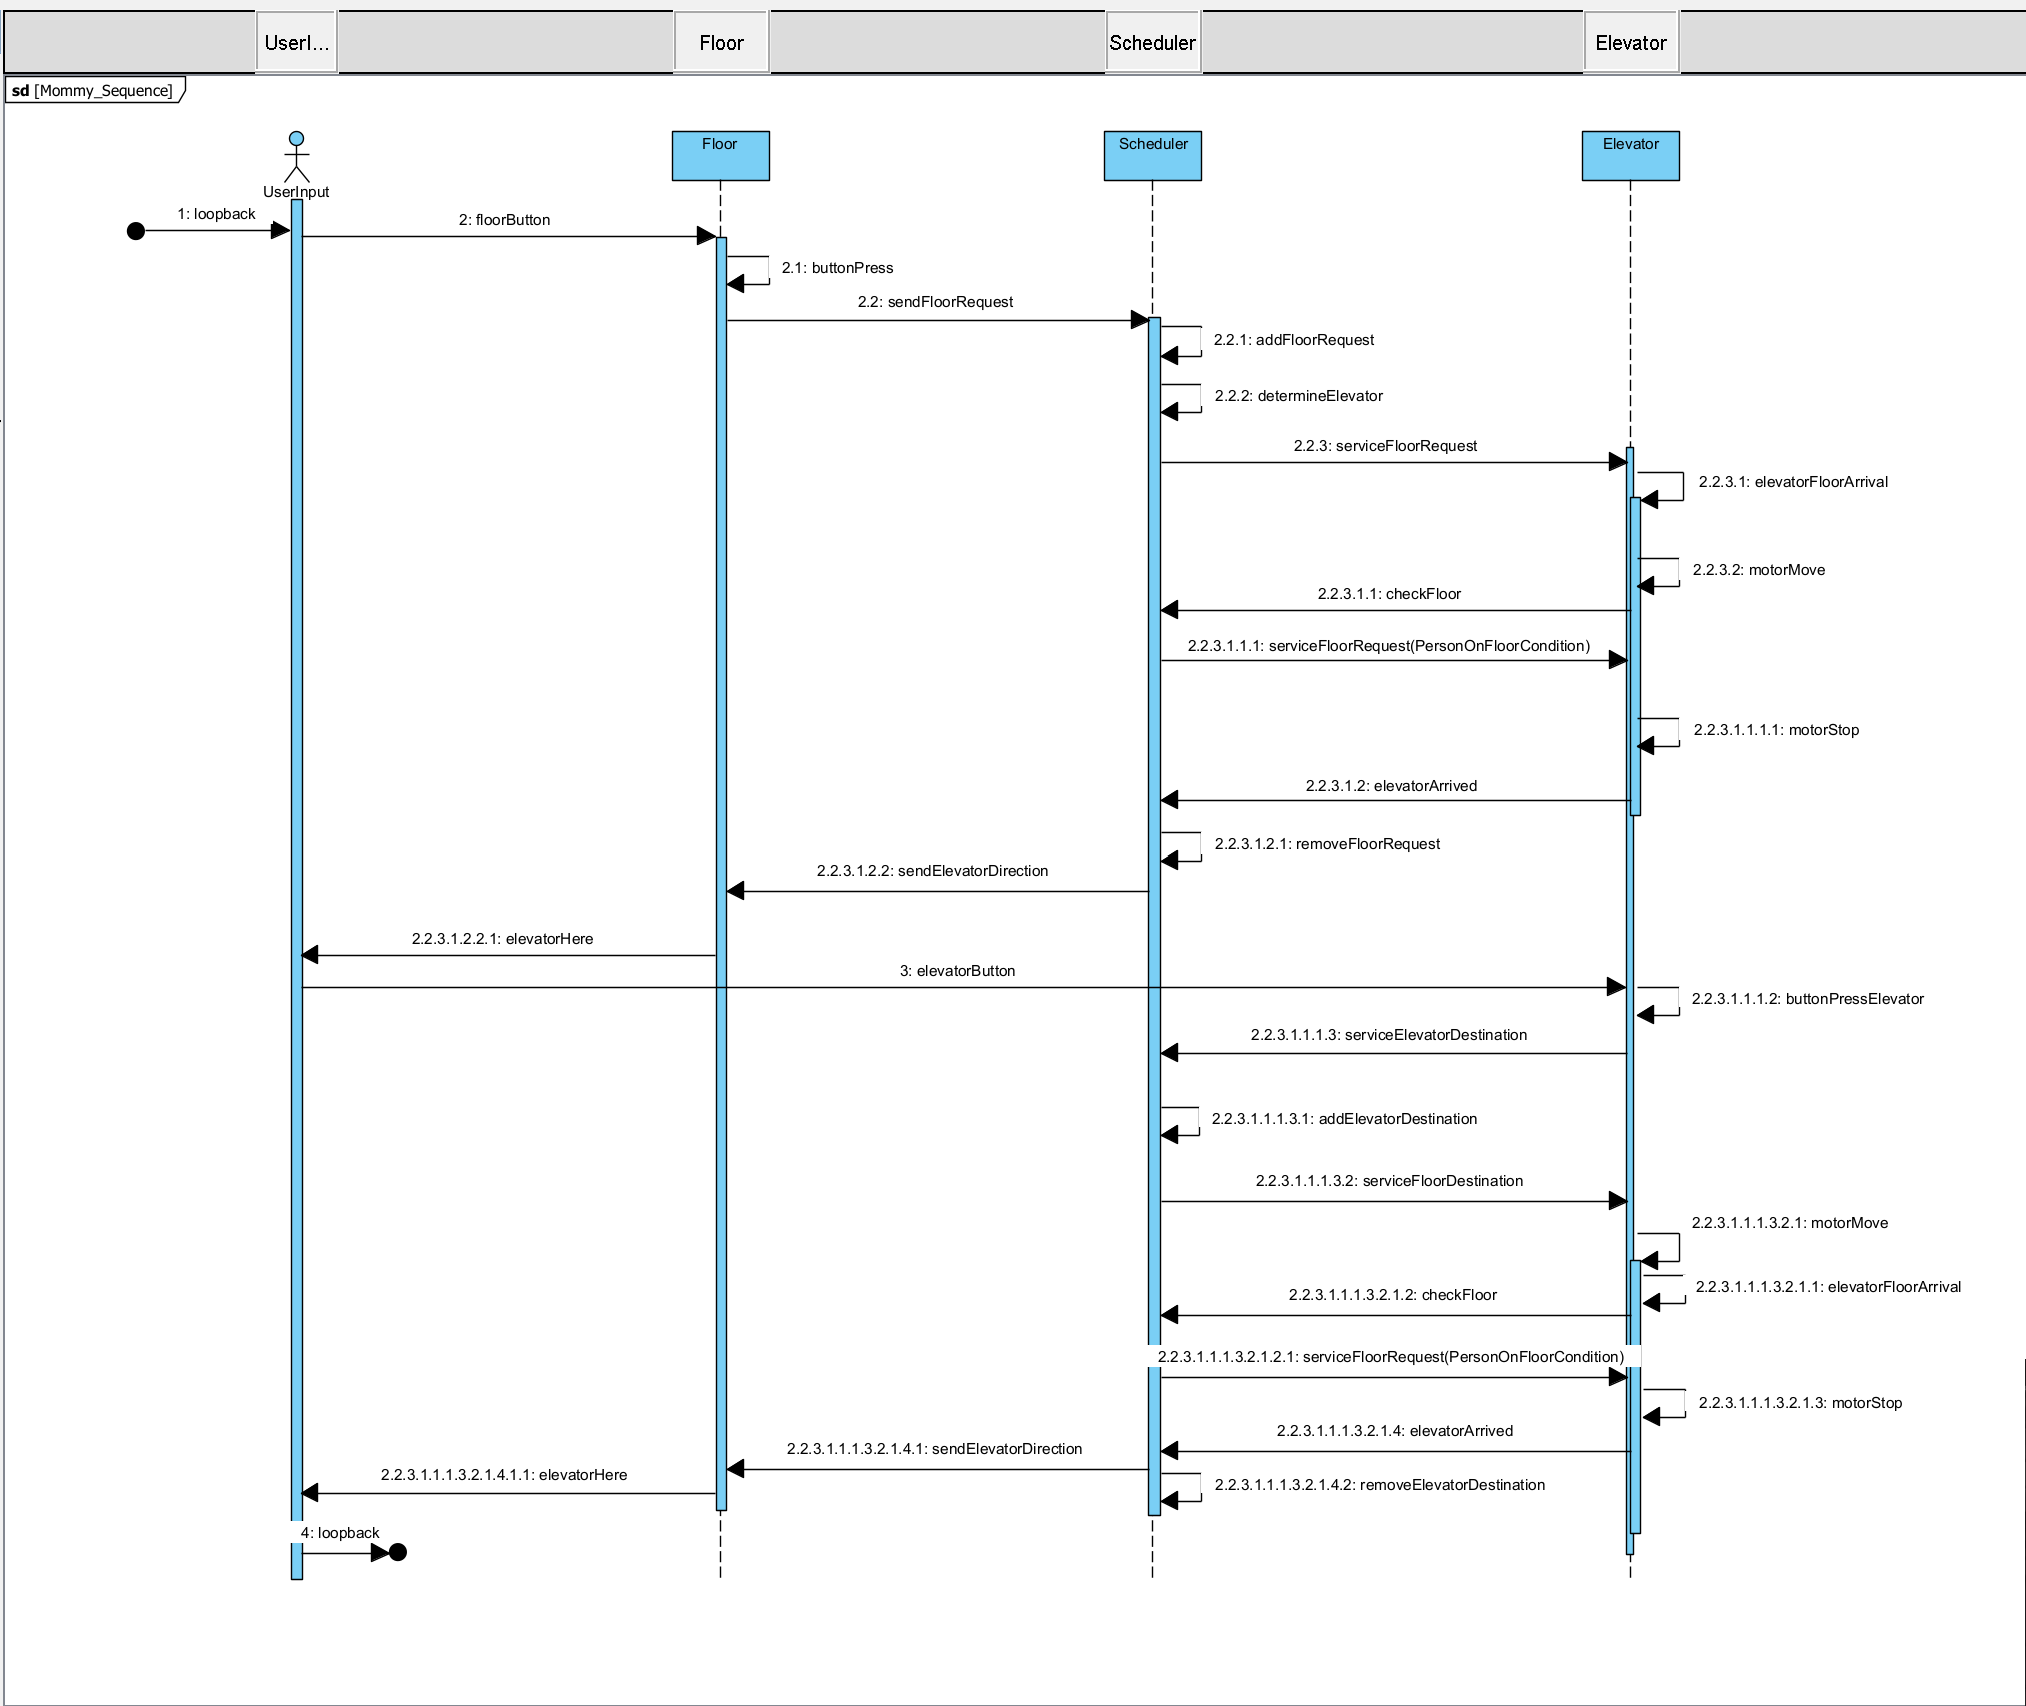 UserI...
Floor
Scheduler
Elevator
sd [Mommy_Sequence]
UserInput
Floor
Scheduler
Elevator
1: loopback
2: floorButton
2.1: buttonPress
2.2: sendFloorRequest
2.2.1: addFloorRequest
2.2.2: determineElevator
2.2.3: serviceFloorRequest
2.2.3.1: elevatorFloorArrival
2.2.3.2: motorMove
2.2.3.1.1: checkFloor
2.2.3.1.1.1: serviceFloorRequest(PersonOnFloorCondition)
2.2.3.1.1.1.1: motorStop
2.2.3.1.2: elevatorArrived
2.2.3.1.2.1: removeFloorRequest
2.2.3.1.2.2: sendElevatorDirection
2.2.3.1.2.2.1: elevatorHere
3: elevatorButton
2.2.3.1.1.1.2: buttonPressElevator
2.2.3.1.1.1.3: serviceElevatorDestination
2.2.3.1.1.1.3.1: addElevatorDestination
2.2.3.1.1.1.3.2: serviceFloorDestination
2.2.3.1.1.1.3.2.1: motorMove
2.2.3.1.1.1.3.2.1.1: elevatorFloorArrival
2.2.3.1.1.1.3.2.1.2: checkFloor
2.2.3.1.1.1.3.2.1.2.1: serviceFloorRequest(PersonOnFloorCondition)
2.2.3.1.1.1.3.2.1.3: motorStop
2.2.3.1.1.1.3.2.1.4: elevatorArrived
2.2.3.1.1.1.3.2.1.4.1: sendElevatorDirection
2.2.3.1.1.1.3.2.1.4.1.1: elevatorHere
2.2.3.1.1.1.3.2.1.4.2: removeElevatorDestination
4: loopback